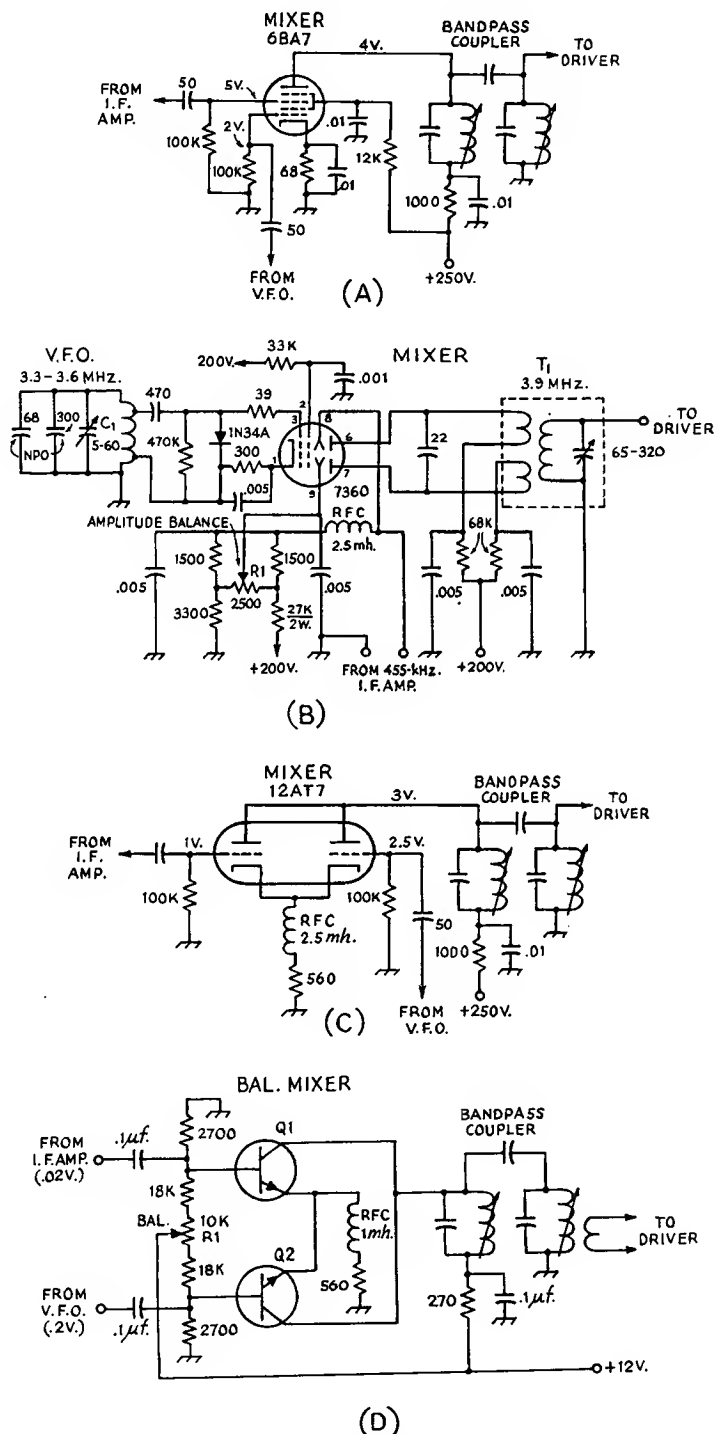 MIXER
6BA7
4V.
BANDPASS
COUPLER
TO
DRIVER
FROM
I.F.
AMP.
50
5V.
2V.
100K
100K
68
.01
.01
12K
1000
.01
50
FROM
V.F.O.
+250V.
(A)
V.F.O.
3.3-3.6 MHz.
33K
200V.
.001
MIXER
T1
3.9 MHz.
470
39
68
300
C1
5-60
NPO
470K
1N34A
300
.005
1
2
3
8
6
7
9
7360
22
TO
DRIVER
65-320
AMPLITUDE BALANCE
RFC
2.5 mh.
68K
.005
1500
R1
2500
1500
3300
27K
2W.
.005
.005
.005
+200V.
FROM 455-kHz.
I.F. AMP.
+200V.
(B)
MIXER
12AT7
3V.
BANDPASS
COUPLER
TO
DRIVER
FROM
I.F.
AMP.
1V.
2.5V.
100K
100K
RFC
2.5mh.
560
50
FROM
V.F.O.
1000
.01
+250V.
(C)
BAL. MIXER
FROM
I.F. AMP.
(.02V.)
.1µf.
2700
Q1
18K
BAL.
10K
R1
18K
Q2
RFC
1mh.
560
BANDPASS
COUPLER
TO
DRIVER
FROM
V.F.O.
(.2V.)
.1µf.
2700
270
.1µf.
+12V.
(D)